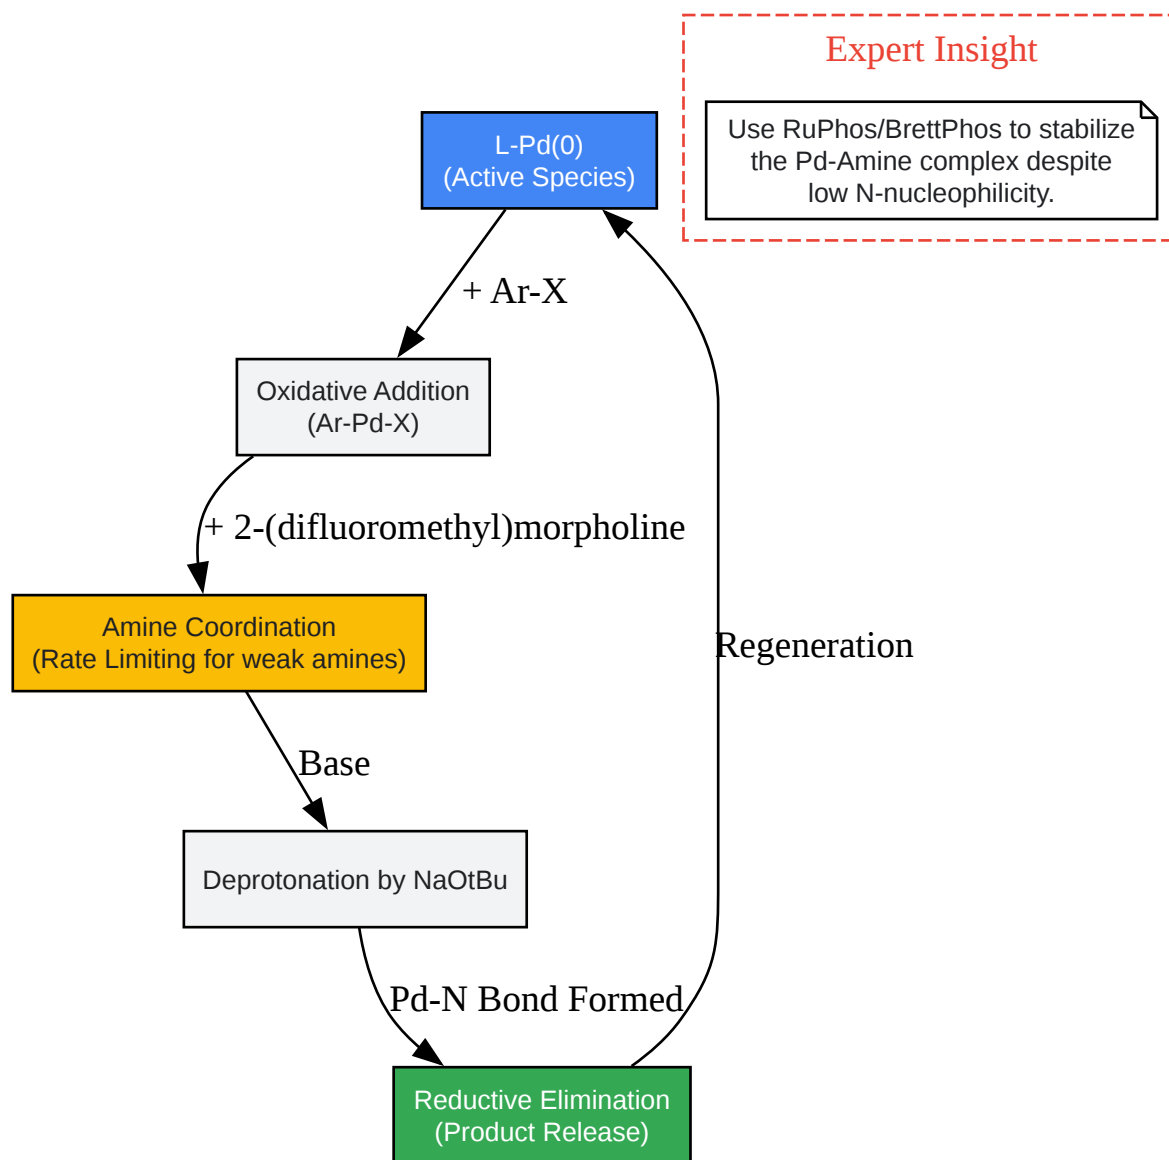 Expert Insight
Use RuPhos/BrettPhos to stabilize
the Pd-Amine complex despite
low N-nucleophilicity.
L-Pd(0)
(Active Species)
+ Ar-X
Oxidative Addition
(Ar-Pd-X)
+ 2-(difluoromethyl)morpholine
Amine Coordination
(Rate Limiting for weak amines)
Regeneration
Base
Deprotonation by NaOtBu
Pd-N Bond Formed
Reductive Elimination
(Product Release)